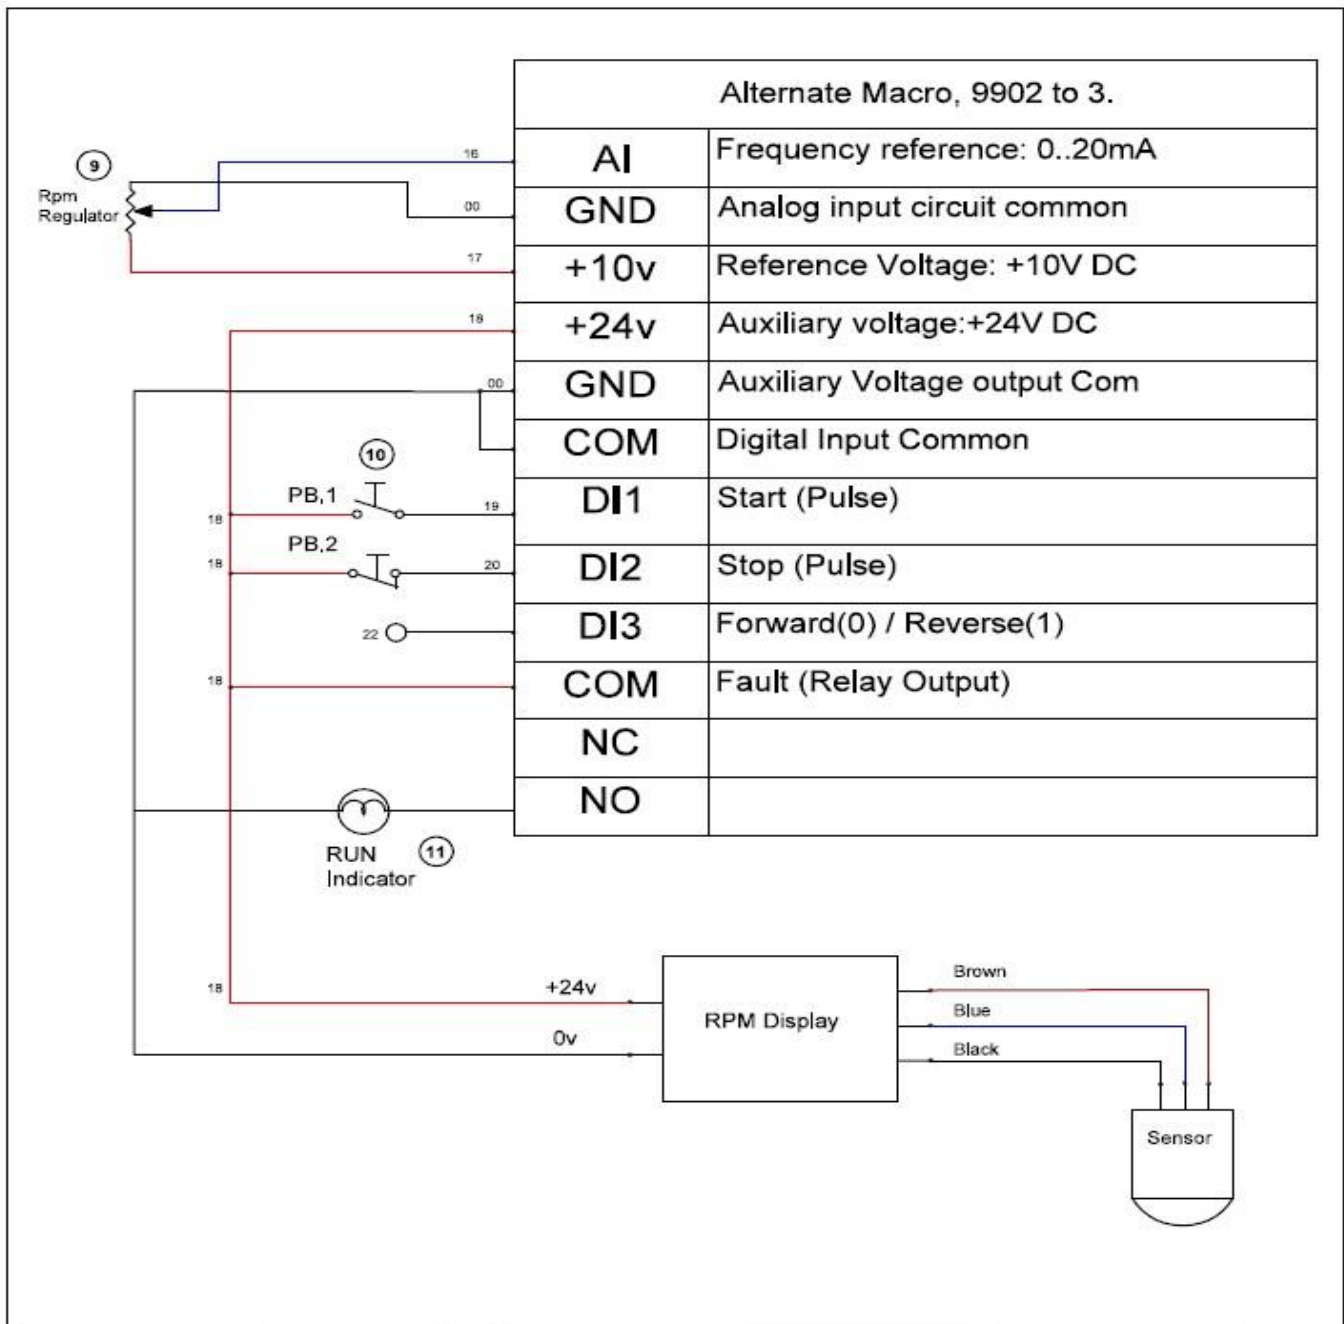 Alternate Macro, 9902 to 3.
9
Rpm
Regulator
16
AI
Frequency reference: 0..20mA
00
GND
Analog input circuit common
17
+10v
Reference Voltage: +10V DC
18
+24v
Auxiliary voltage:+24V DC
00
GND
Auxiliary Voltage output Com
COM
Digital Input Common
10
PB,1
18
19
DI1
Start (Pulse)
PB,2
18
20
DI2
Stop (Pulse)
22
DI3
Forward(0) / Reverse(1)
18
COM
Fault (Relay Output)
NC
NO
RUN
Indicator
11
18
+24v
0v
RPM Display
Brown
Blue
Black
Sensor